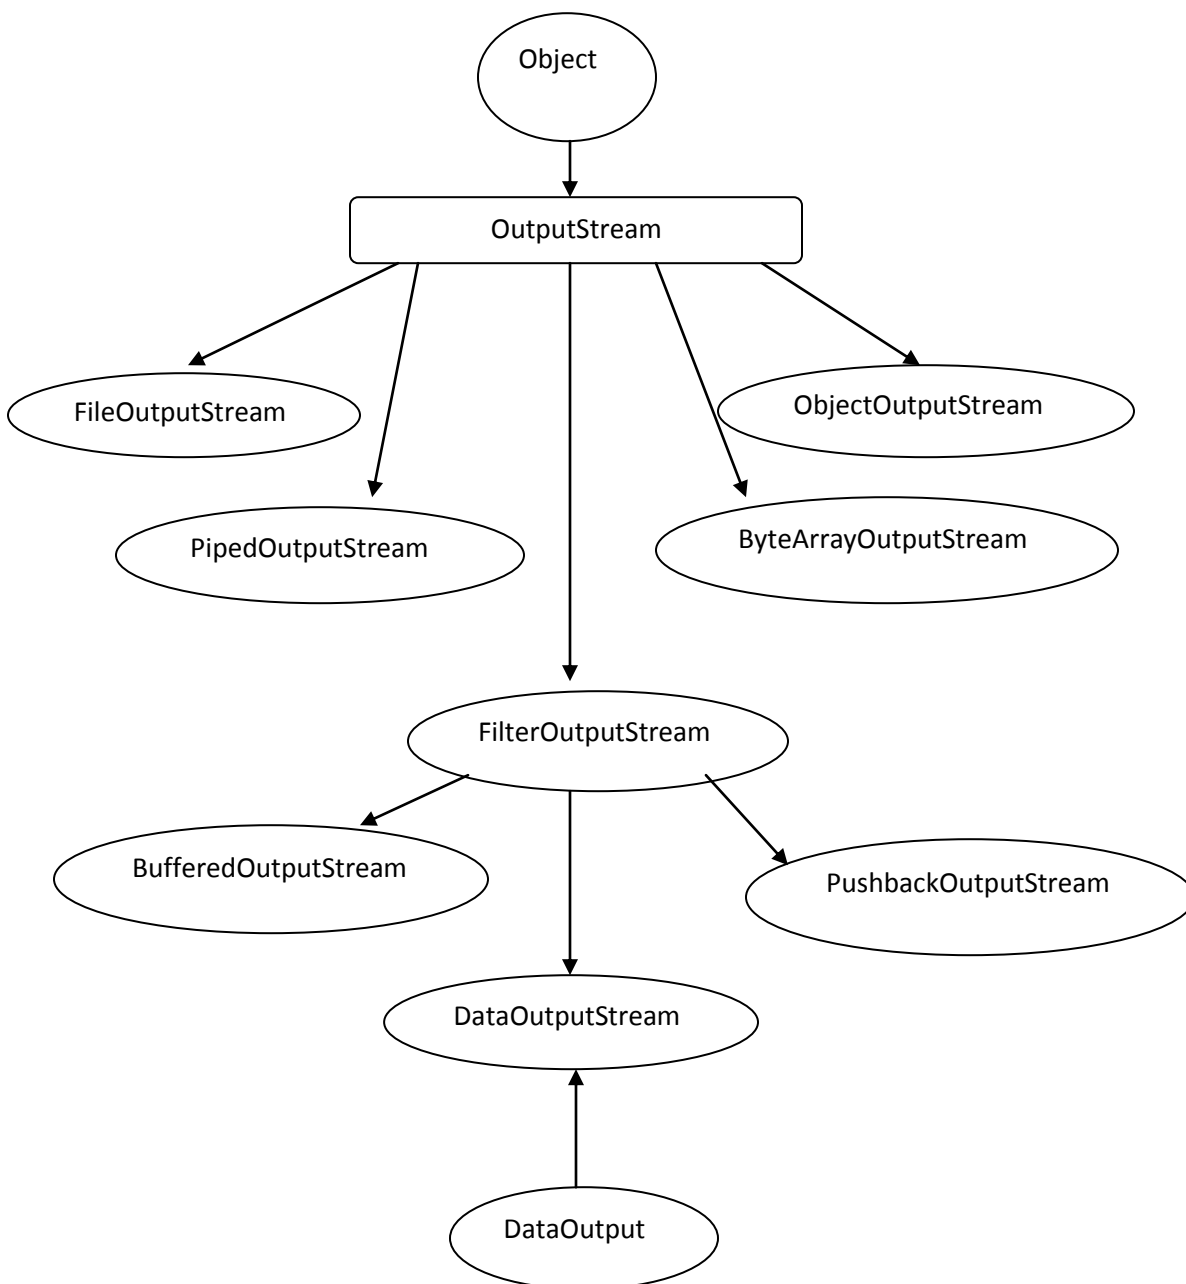 Object
OutputStream
FileOutputStream
ObjectOutputStream
PipedOutputStream
ByteArrayOutputStream
FilterOutputStream
BufferedOutputStream
PushbackOutputStream
DataOutputStream
DataOutput